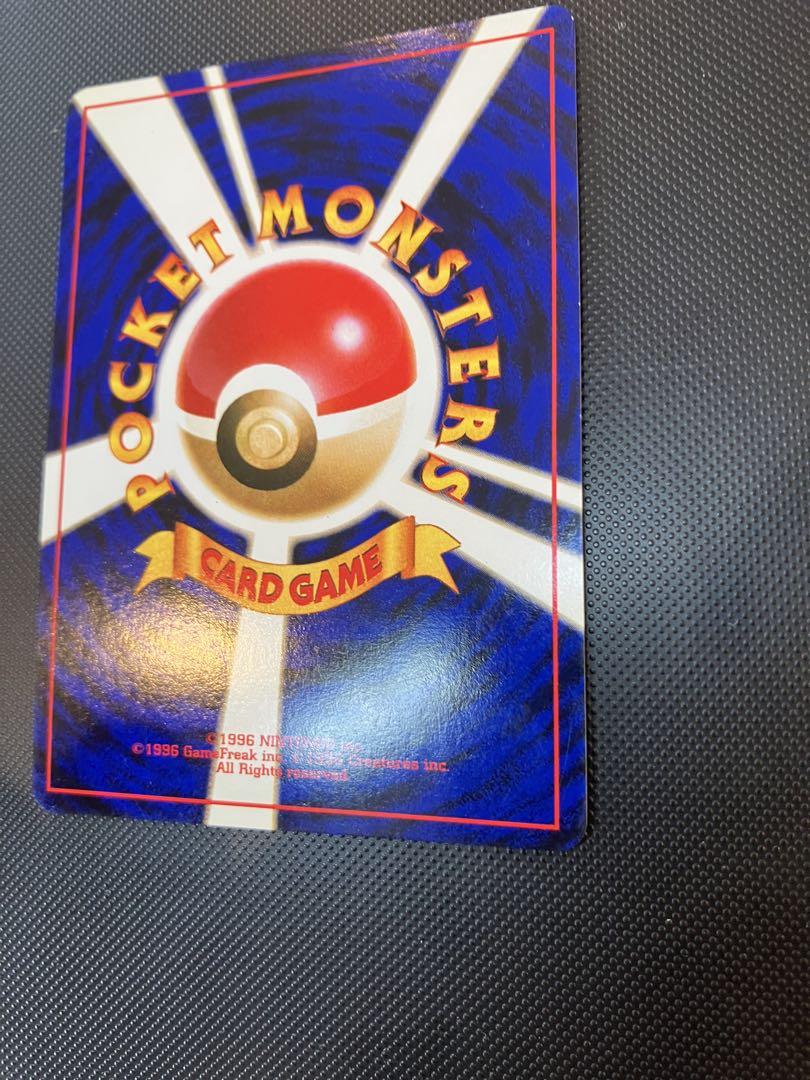 POCKET MONSTERS
CARD GAME
©1996 NINTENDO inc.
©1996 GameFreak inc. © 1996 Creatures inc.
All Rights reserved.